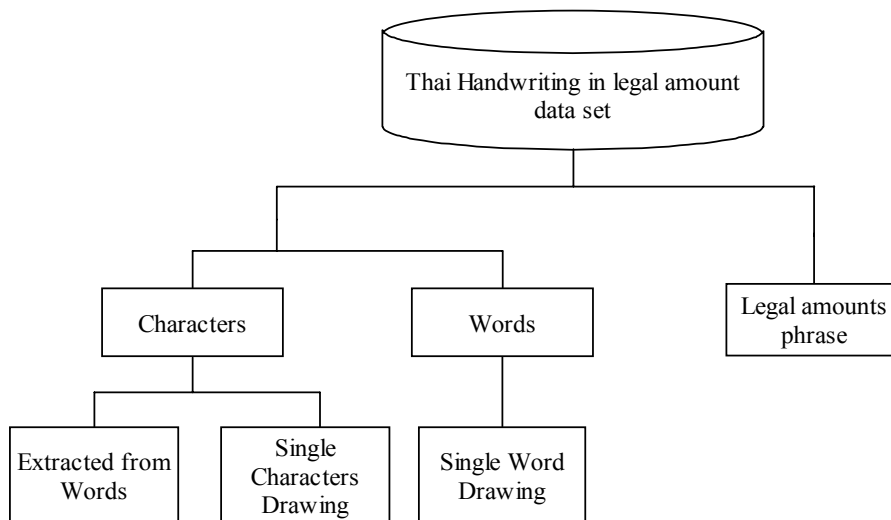 Thai Handwriting in legal amount
data set
Characters
Words
Legal amounts
phrase
Extracted from
Words
Single
Characters
Drawing
Single Word
Drawing